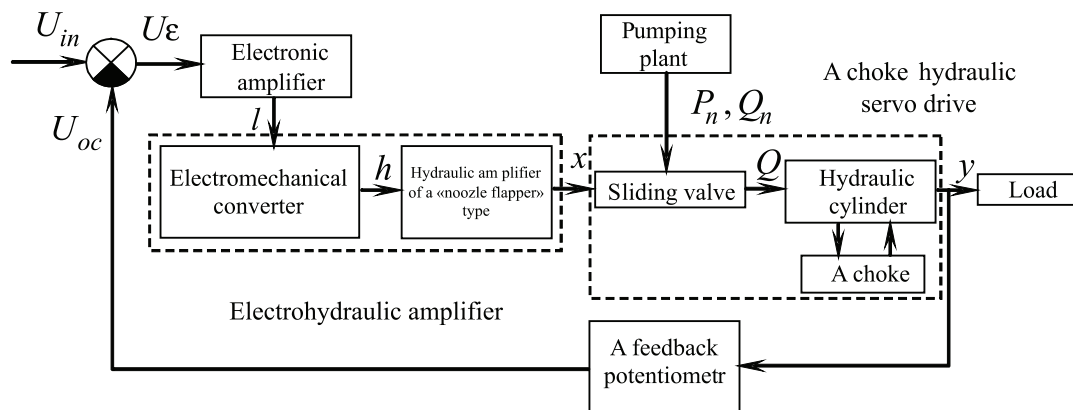 U_in
Uε
Electronic
amplifier
Pumping
plant
A choke hydraulic
servo drive
U_oc
l
P_n, Q_n
Electromechanical
converter
h
Hydraulic am plifier
of a «noozle flapper»
type
x
Sliding valve
Q
Hydraulic
cylinder
y
Load
A choke
Electrohydraulic amplifier
A feedback
potentiometr